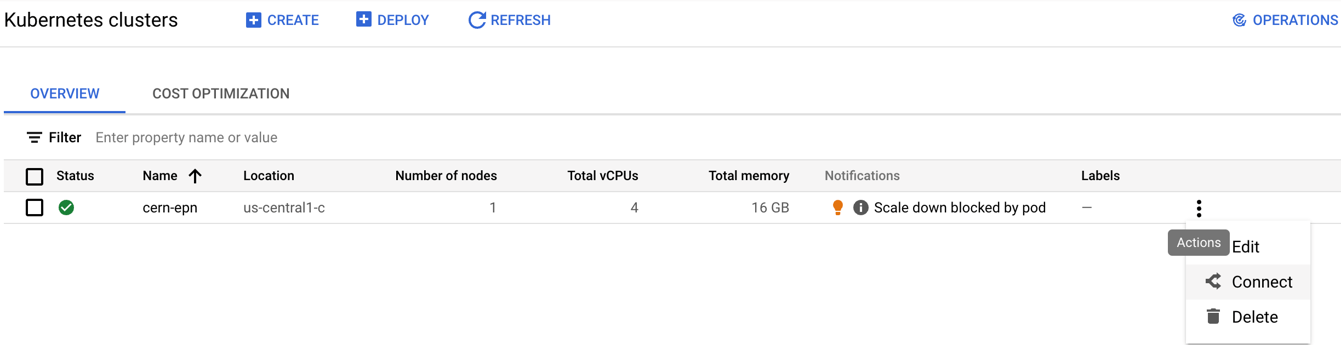 Kubernetes clusters CREATE DEPLOY REFRESH OPERATIONS
OVERVIEW COST OPTIMIZATION
Filter Enter property name or value
Status Name Location Number of nodes Total vCPUs Total memory Notifications Labels
cern-epn us-central1-c 1 4 16 GB Scale down blocked by pod —
Actions Edit
Connect
Delete